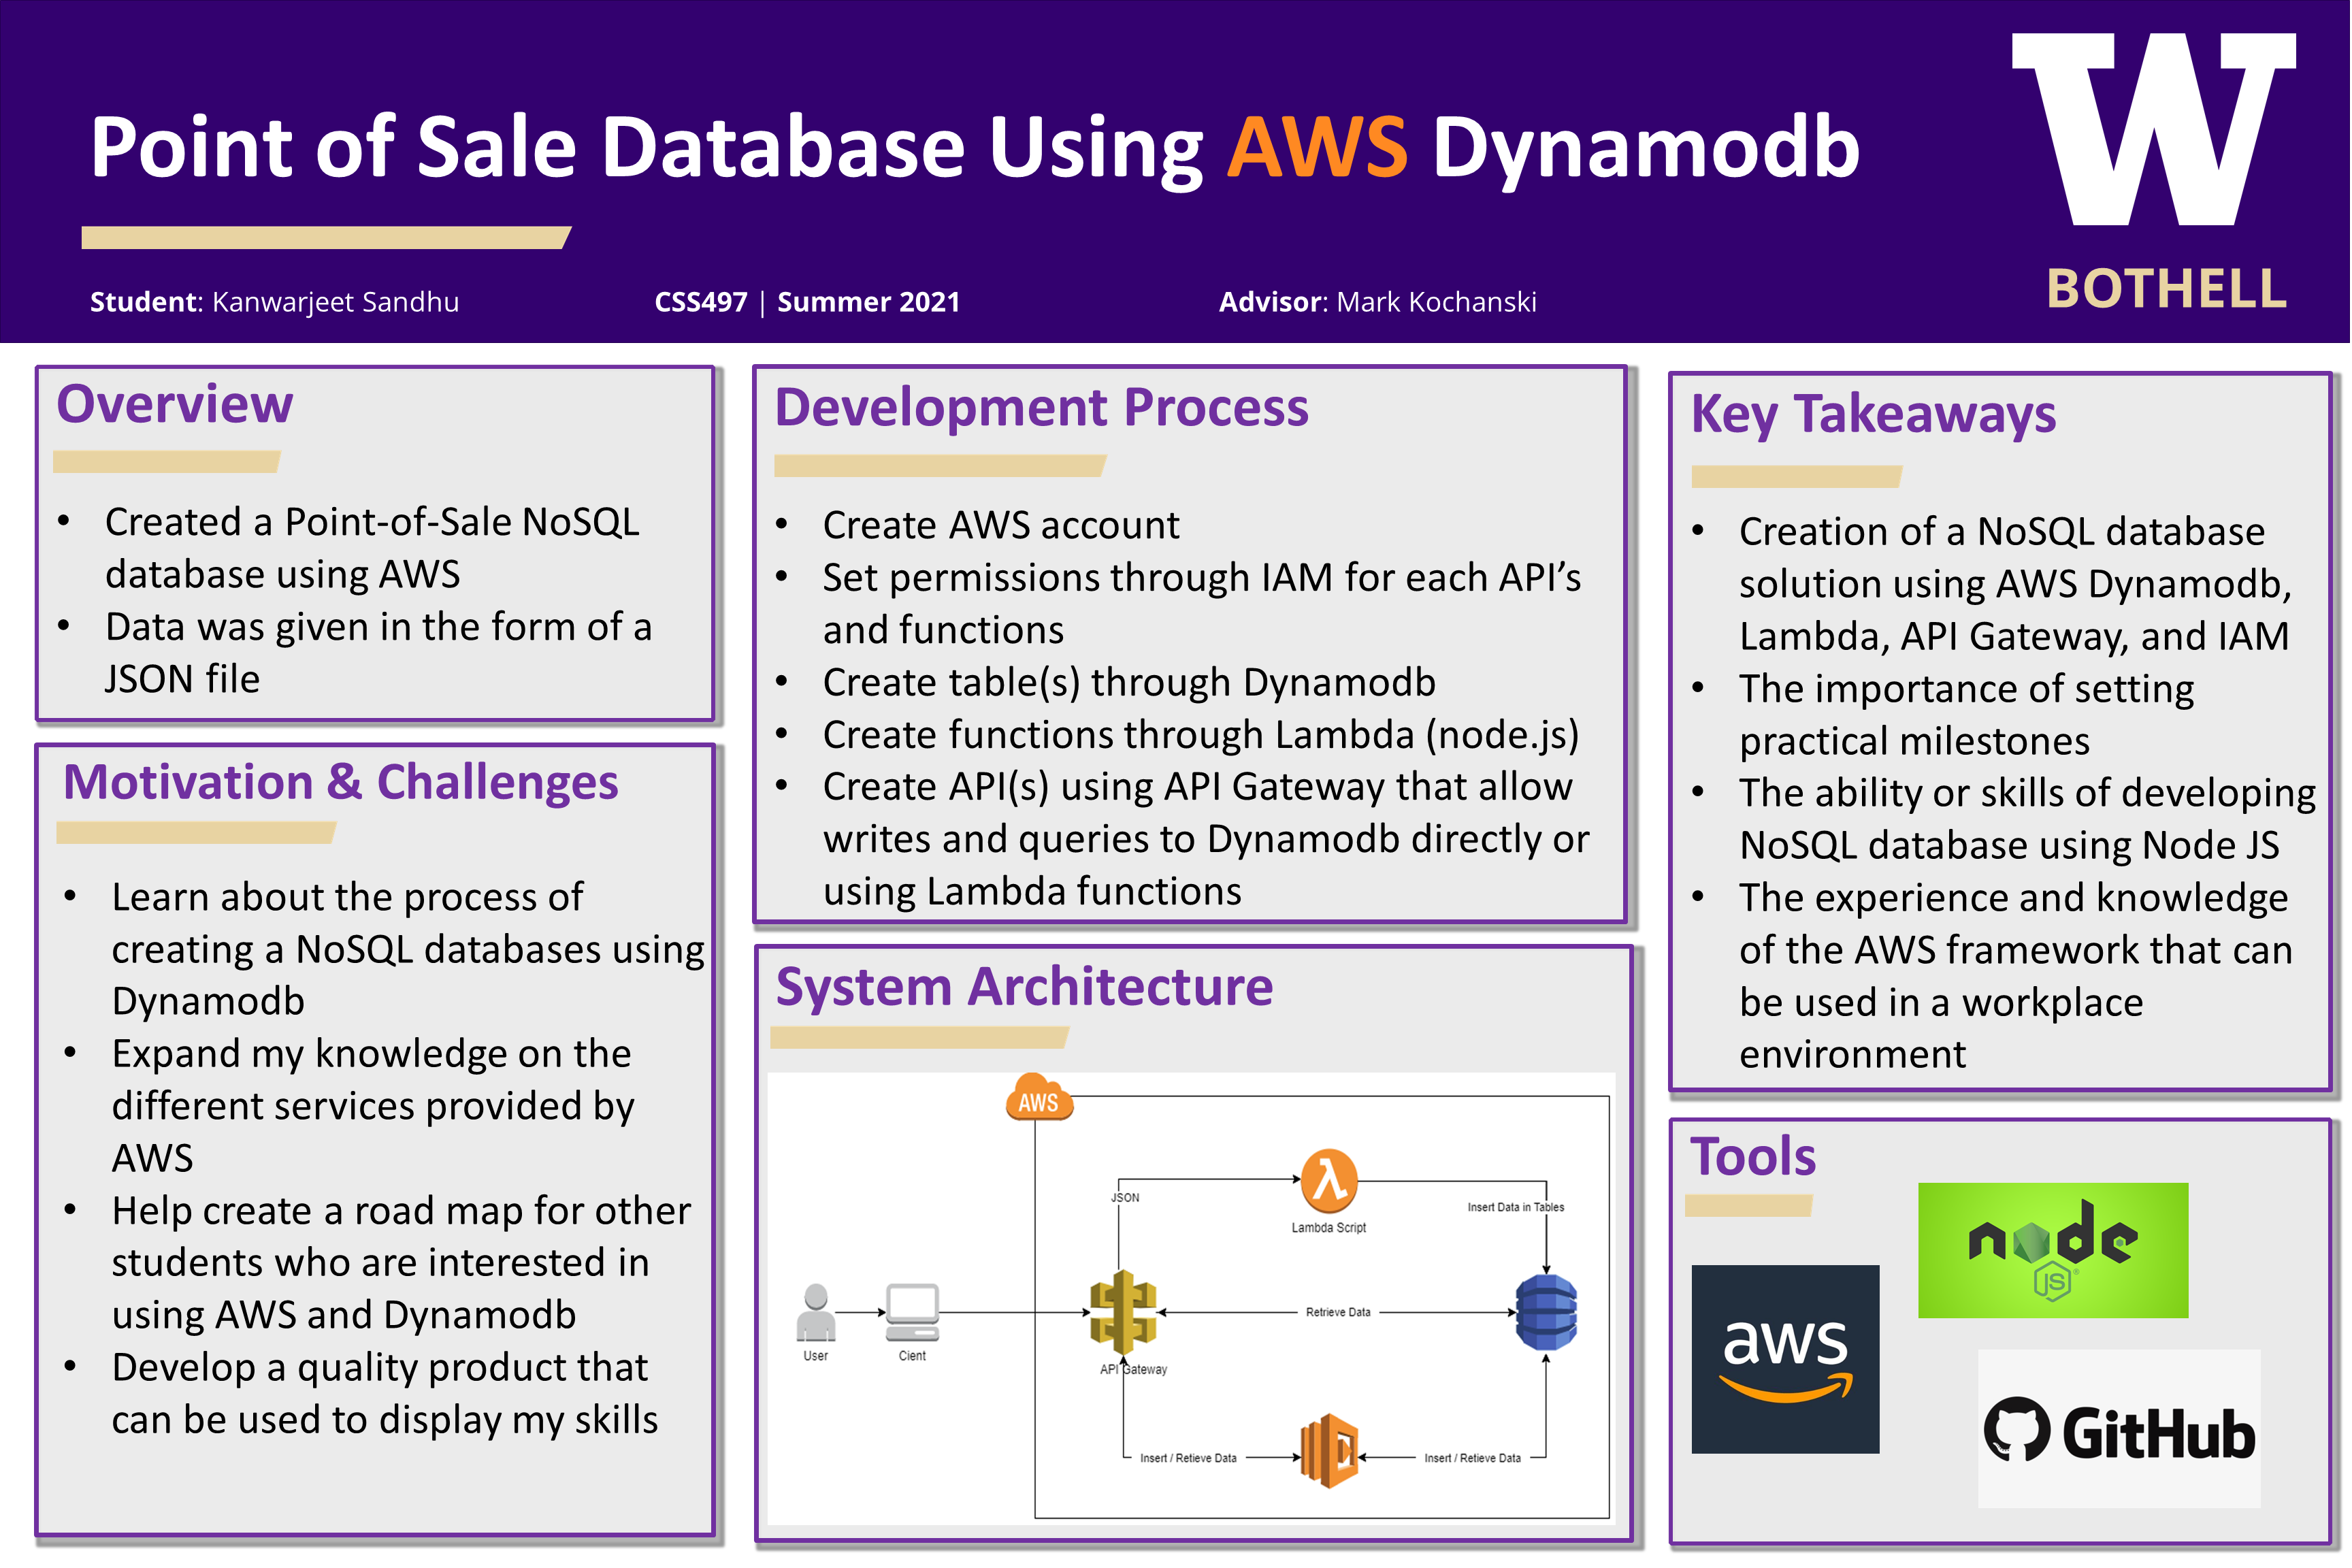 Point of Sale Database Using AWS Dynamodb
W
BOTHELL
Student: Kanwarjeet Sandhu
CSS497 | Summer 2021
Advisor: Mark Kochanski
Overview
• Created a Point-of-Sale NoSQL
database using AWS
• Data was given in the form of a
JSON file
Motivation & Challenges
• Learn about the process of
creating a NoSQL databases using
Dynamodb
• Expand my knowledge on the
different services provided by
AWS
• Help create a road map for other
students who are interested in
using AWS and Dynamodb
• Develop a quality product that
can be used to display my skills
Development Process
• Create AWS account
• Set permissions through IAM for each API’s
and functions
• Create table(s) through Dynamodb
• Create functions through Lambda (node.js)
• Create API(s) using API Gateway that allow
writes and queries to Dynamodb directly or
using Lambda functions
System Architecture
AWS
JSON
Lambda Script
Insert Data in Tables
User
Cient
API Gateway
Retrieve Data
Insert / Retieve Data
Insert / Retieve Data
Key Takeaways
• Creation of a NoSQL database
solution using AWS Dynamodb,
Lambda, API Gateway, and IAM
• The importance of setting
practical milestones
• The ability or skills of developing
NoSQL database using Node JS
• The experience and knowledge
of the AWS framework that can
be used in a workplace
environment
Tools
node
JS
aws
GitHub